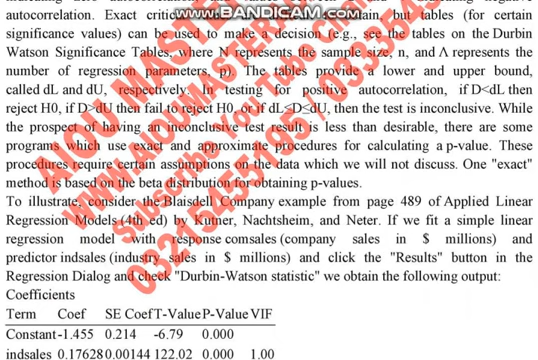 autocorrelation. Exact critical values are difficult to obtain, but tables (for certain
WWW.BANDICAM.COM
significance values) can be used to make a decision (e.g., see the tables on the Durbin
Watson Significance Tables, where N represents the sample size, n, and Λ represents the
number of regression parameters, p). The tables provide a lower and upper bound,
called dL and dU, respectively. In testing for positive autocorrelation, if D<dL then
reject H0, if D>dU then fail to reject H0, or if dL≤D≤dU, then the test is inconclusive. While
the prospect of having an inconclusive test result is less than desirable, there are some
programs which use exact and approximate procedures for calculating a p-value. These
procedures require certain assumptions on the data which we will not discuss. One "exact"
method is based on the beta distribution for obtaining p-values.
To illustrate, consider the Blaisdell Company example from page 489 of Applied Linear
Regression Models (4th ed) by Kutner, Nachtsheim, and Neter. If we fit a simple linear
regression model with response comsales (company sales in $ millions) and
predictor indsales (industry sales in $ millions) and click the "Results" button in the
Regression Dialog and check "Durbin-Watson statistic" we obtain the following output:
Coefficients
Term Coef SE Coef T-Value P-Value VIF
Constant -1.455 0.214 -6.79 0.000
indsales 0.17628 0.00144 122.02 0.000 1.00